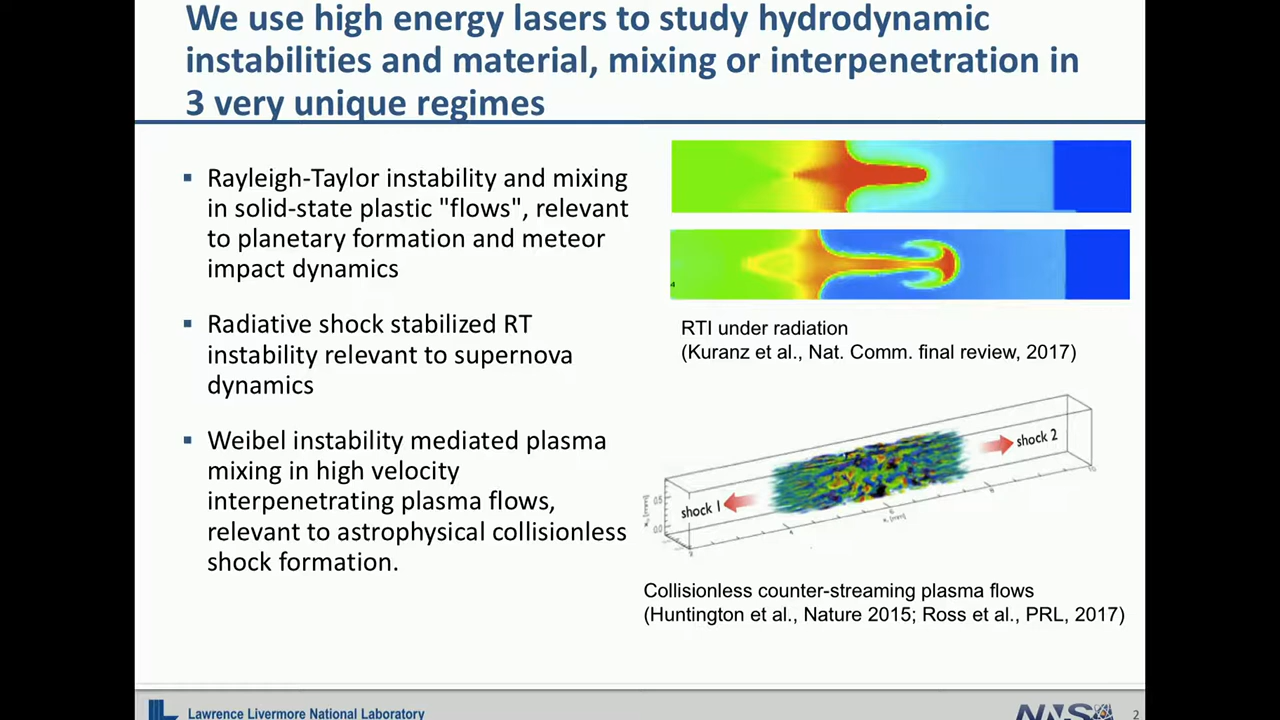 We use high energy lasers to study hydrodynamic
instabilities and material, mixing or interpenetration in
3 very unique regimes
▪ Rayleigh-Taylor instability and mixing
in solid-state plastic "flows", relevant
to planetary formation and meteor
impact dynamics
▪ Radiative shock stabilized RT
instability relevant to supernova
dynamics
▪ Weibel instability mediated plasma
mixing in high velocity
interpenetrating plasma flows,
relevant to astrophysical collisionless
shock formation.
4
RTI under radiation
(Kuranz et al., Nat. Comm. final review, 2017)
shock 2
shock 1
0.5
0.0
Collisionless counter-streaming plasma flows
(Huntington et al., Nature 2015; Ross et al., PRL, 2017)
Lawrence Livermore National Laboratory
2